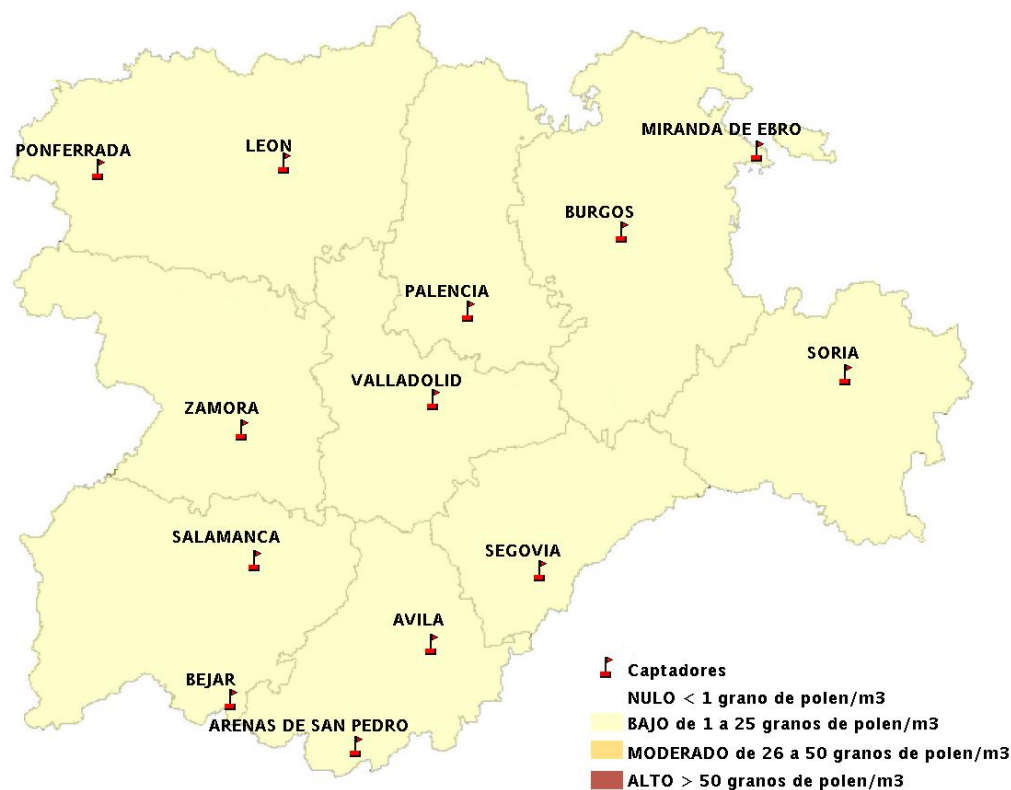 MIRANDA DE EBRO
PONFERRADA
LEON
BURGOS
PALENCIA
SORIA
VALLADOLID
ZAMORA
SALAMANCA
SEGOVIA
AVILA
BEJAR
ARENAS DE SAN PEDRO
Captadores
NULO < 1 grano de polen/m3
BAJO de 1 a 25 granos de polen/m3
MODERADO de 26 a 50 granos de polen/m3
ALTO > 50 granos de polen/m3